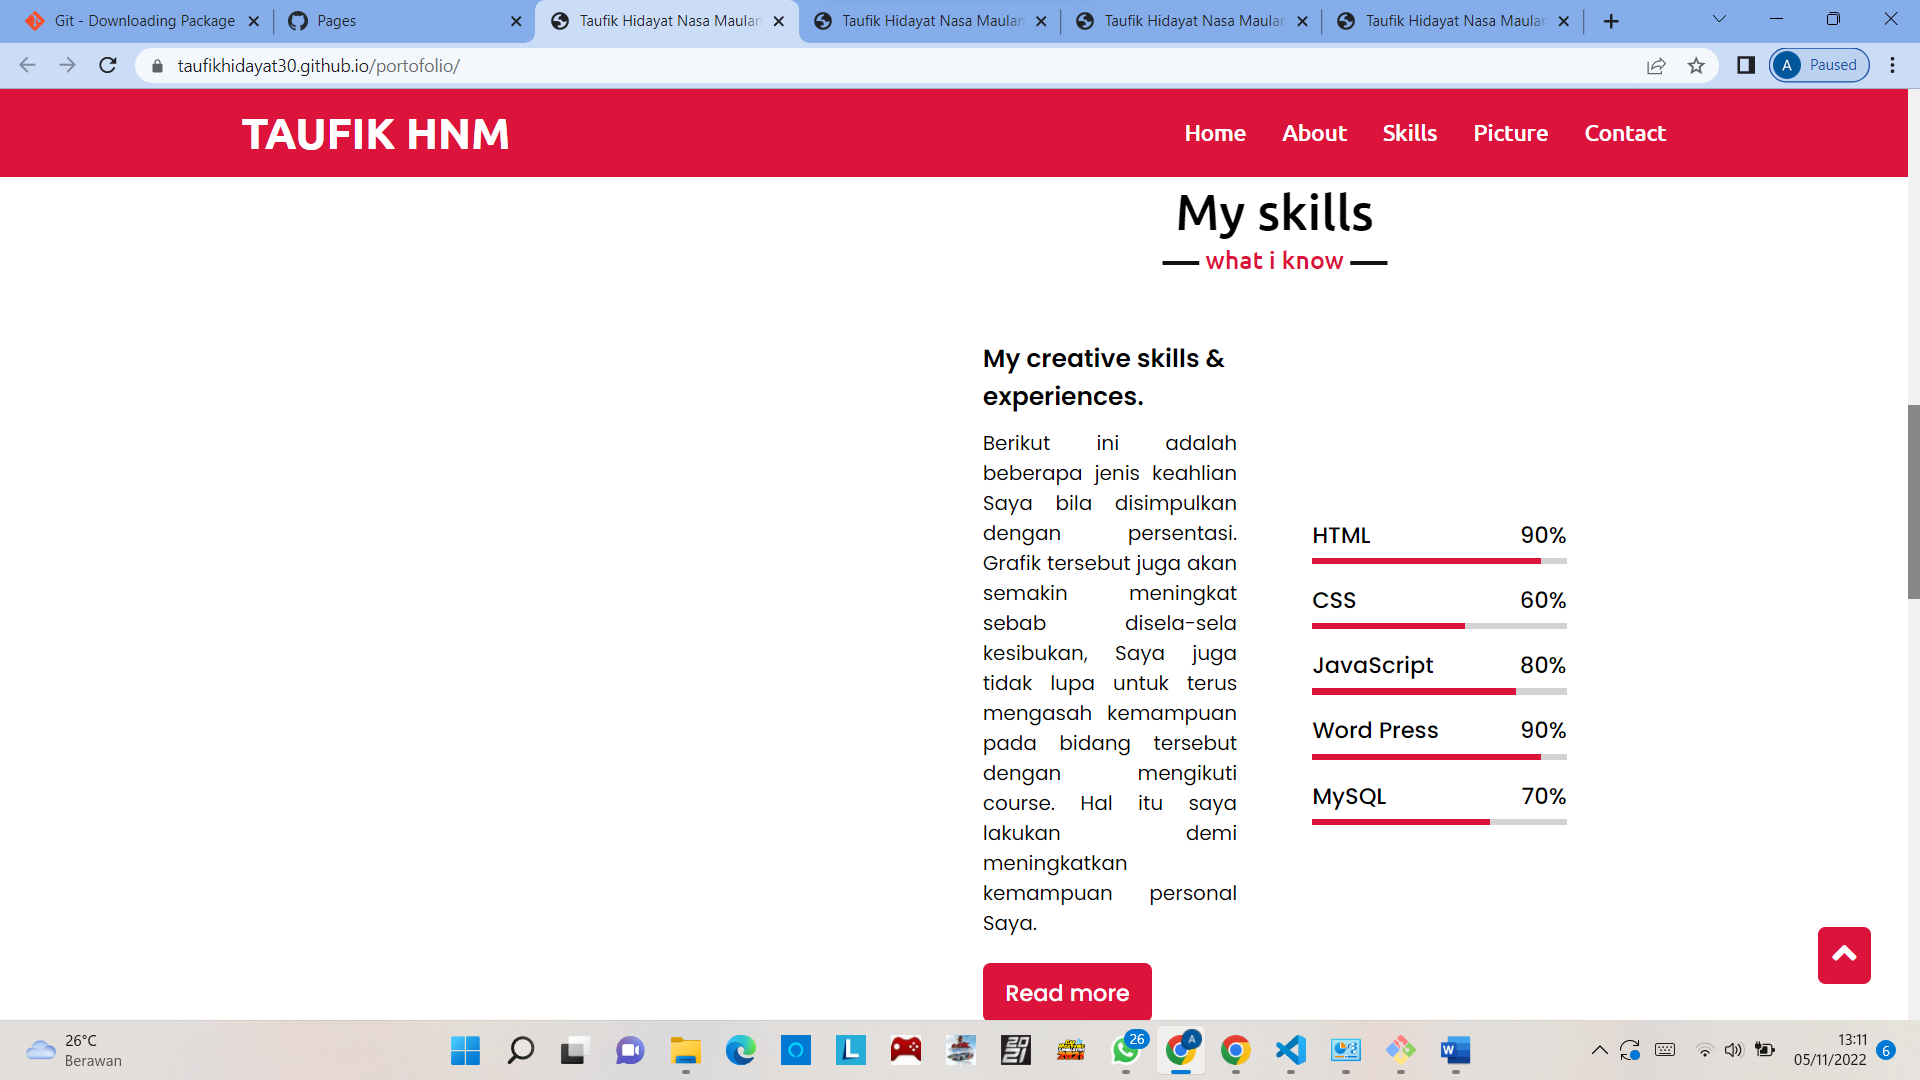 Git - Downloading Package
Pages
Taufik Hidayat Nasa Maulan
Taufik Hidayat Nasa Maulan
Taufik Hidayat Nasa Maulan
Taufik Hidayat Nasa Maulan
taufikhidayat30.github.io/portofolio/
A Paused
TAUFIK HNM
Home About Skills Picture Contact
My skills
what i know
My creative skills &
experiences.
Berikut ini adalah
beberapa jenis keahlian
Saya bila disimpulkan
dengan persentasi.
Grafik tersebut juga akan
semakin meningkat
sebab disela-sela
kesibukan, Saya juga
tidak lupa untuk terus
mengasah kemampuan
pada bidang tersebut
dengan mengikuti
course. Hal itu saya
lakukan demi
meningkatkan
kemampuan personal
Saya.
Read more
HTML 90%
CSS 60%
JavaScript 80%
Word Press 90%
MySQL 70%
26°C
Berawan
L
2021
26
A
W
13:11
05/11/2022
6